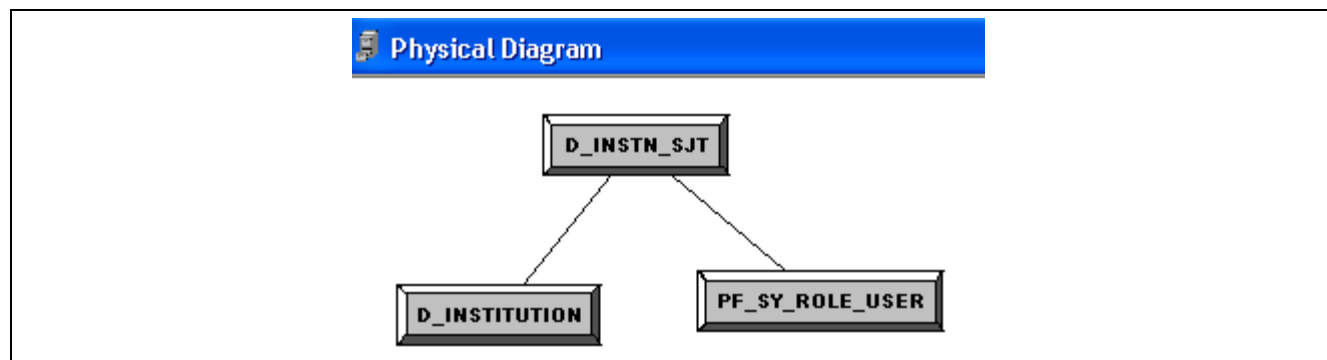 Physical Diagram
D_INSTN_SJT
D_INSTITUTION
PF_SY_ROLE_USER